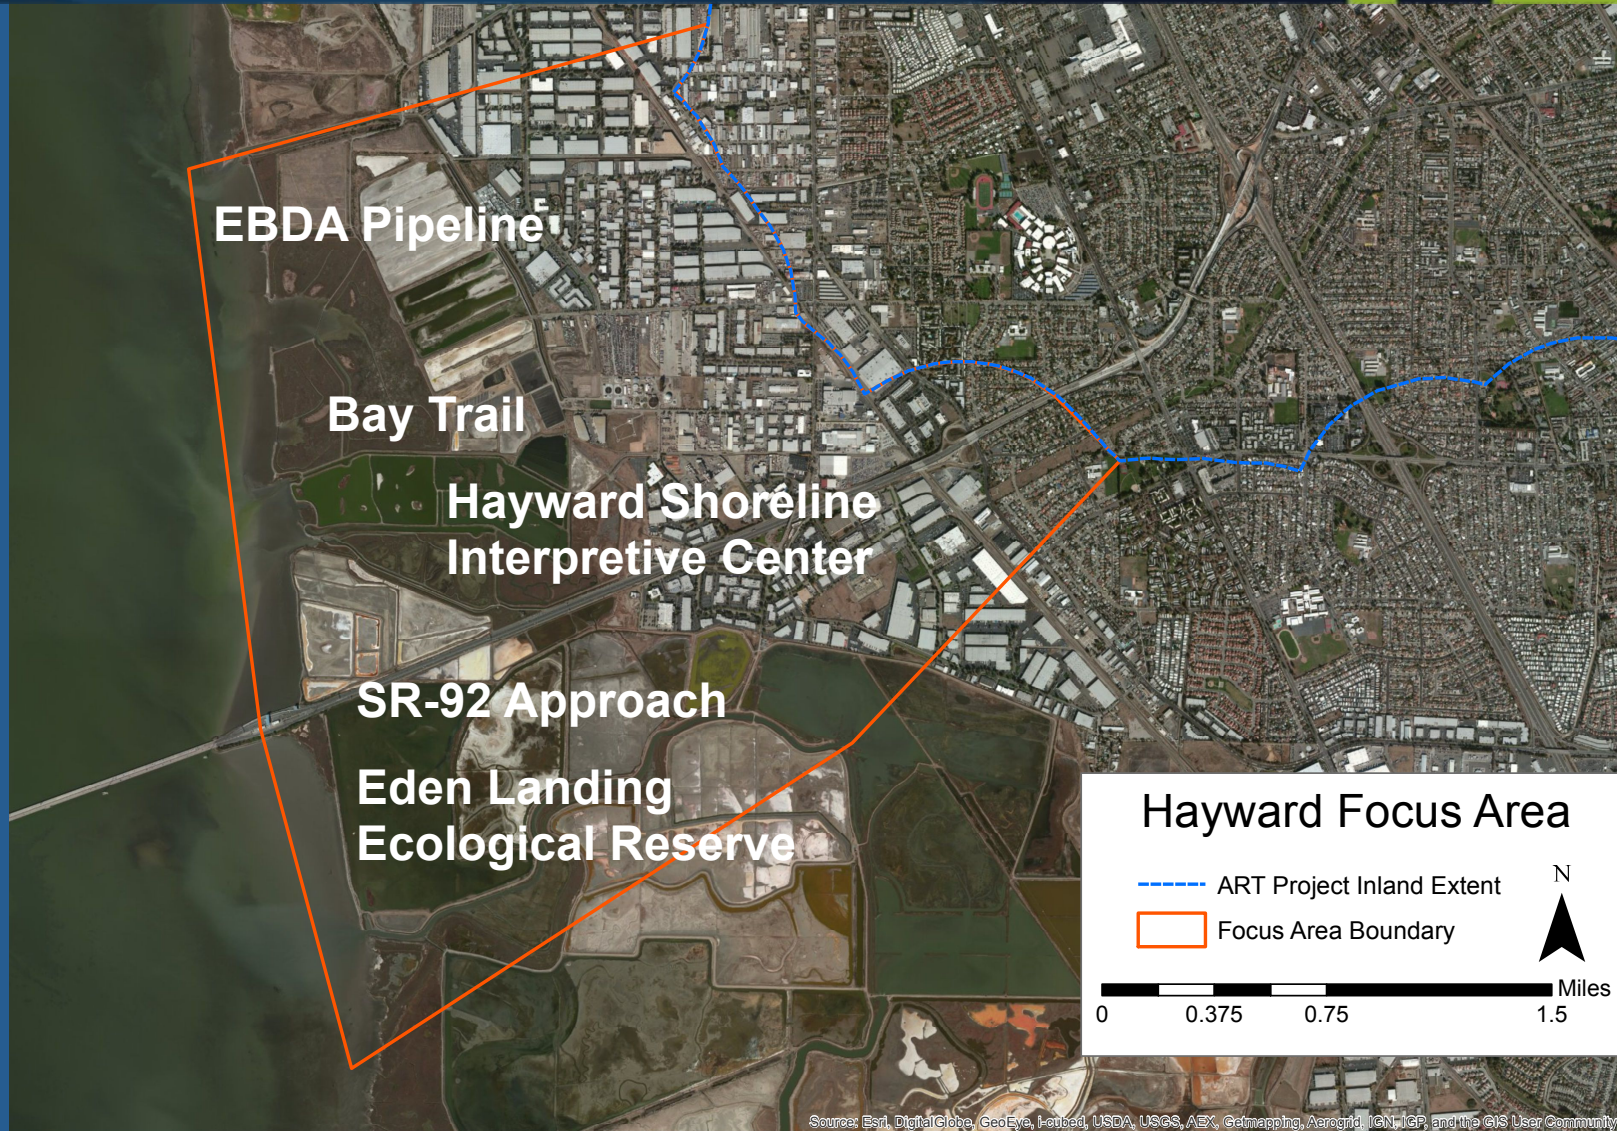 EBDA Pipeline
Bay Trail
Hayward Shoreline
Interpretive Center
SR-92 Approach
Eden Landing
Ecological Reserve
Hayward Focus Area
N
ART Project Inland Extent
Focus Area Boundary
Miles
0 0.375 0.75 1.5
Source: Esri, DigitalGlobe, GeoEye, i-cubed, USDA, USGS, AEX, Getmapping, Aerogrid, IGN, IGP, and the GIS User Community